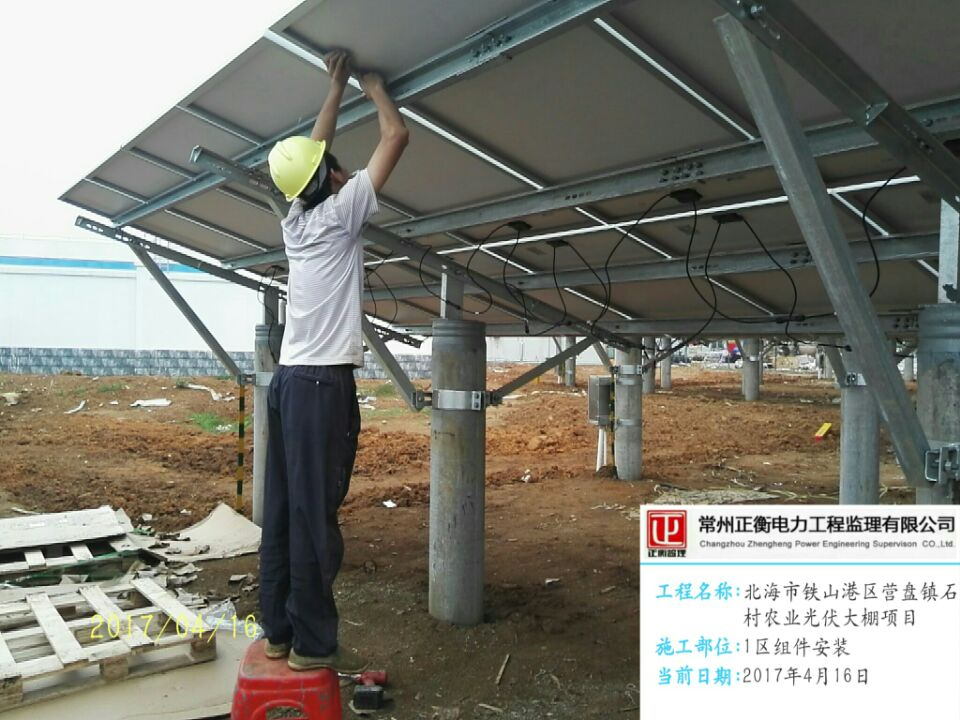 常州正衡电力工程监理有限公司
Changzhou Zhengheng Power Engineering Supervison CO.,Ltd.
正衡管理
工程名称:北海市铁山港区营盘镇石
村农业光伏大棚项目
施工部位:1区组件安装
当前日期:2017年4月16日
2017/04/16